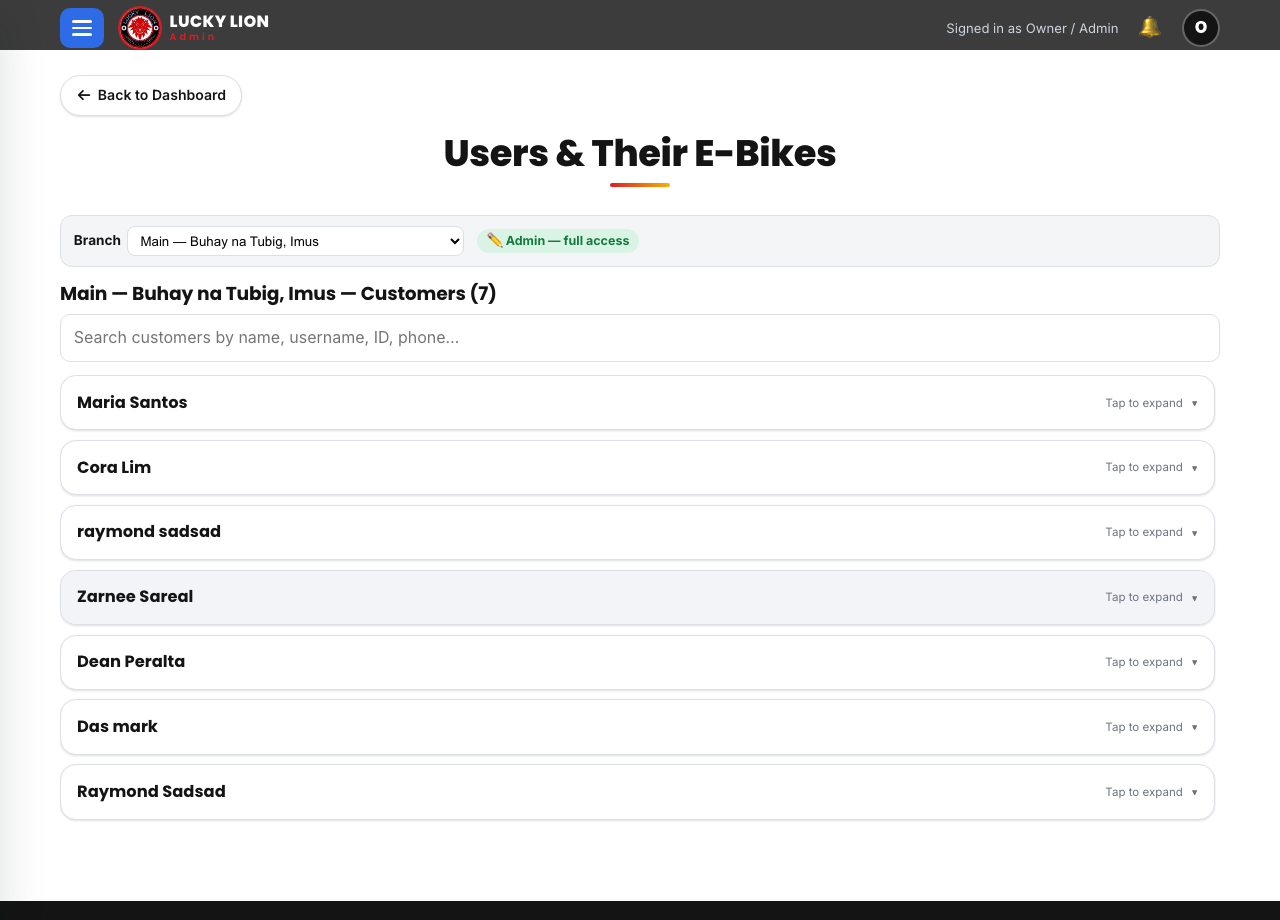 LUCKY LION
Admin
Signed in as Owner / Admin
O
← Back to Dashboard
Users & Their E-Bikes
Branch Main — Buhay na Tubig, Imus ✏️ Admin — full access
Main — Buhay na Tubig, Imus — Customers (7)
Search customers by name, username, ID, phone...
Maria Santos Tap to expand ▾
Cora Lim Tap to expand ▾
raymond sadsad Tap to expand ▾
Zarnee Sareal Tap to expand ▾
Dean Peralta Tap to expand ▾
Das mark Tap to expand ▾
Raymond Sadsad Tap to expand ▾